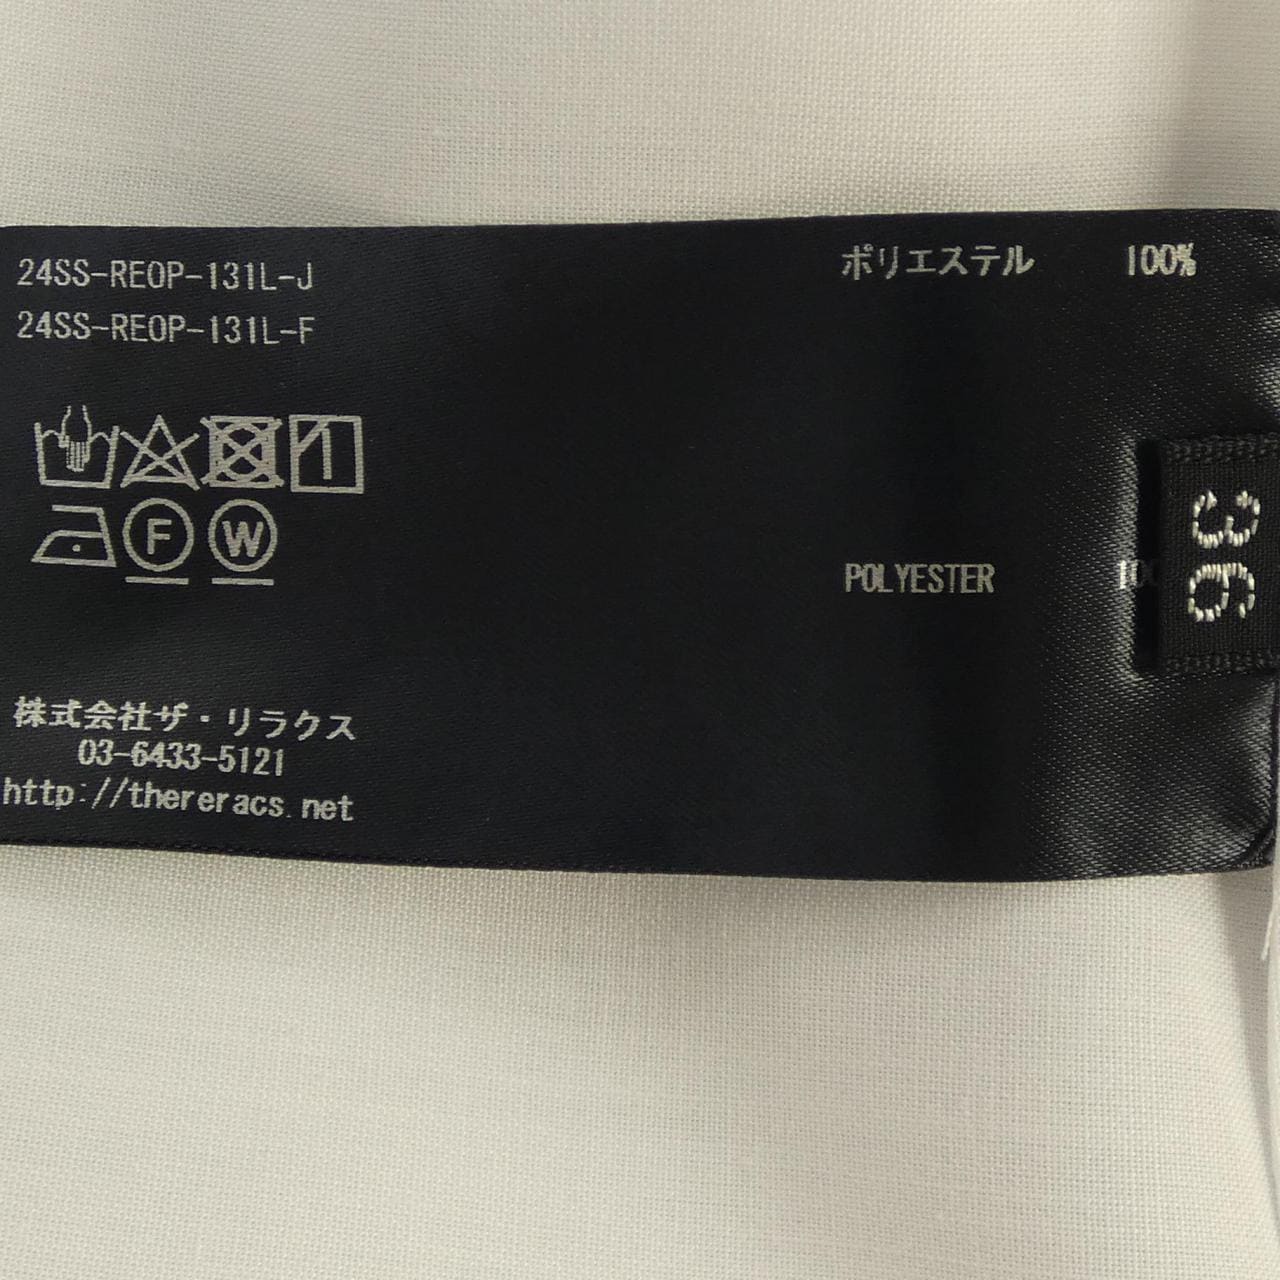 24SS-REOP-131L-J
24SS-REOP-131L-F
ポリエステル 100%
F W
POLYESTER
36
株式会社ザ・リラクス
03-6433-5121
http://thereracs.net